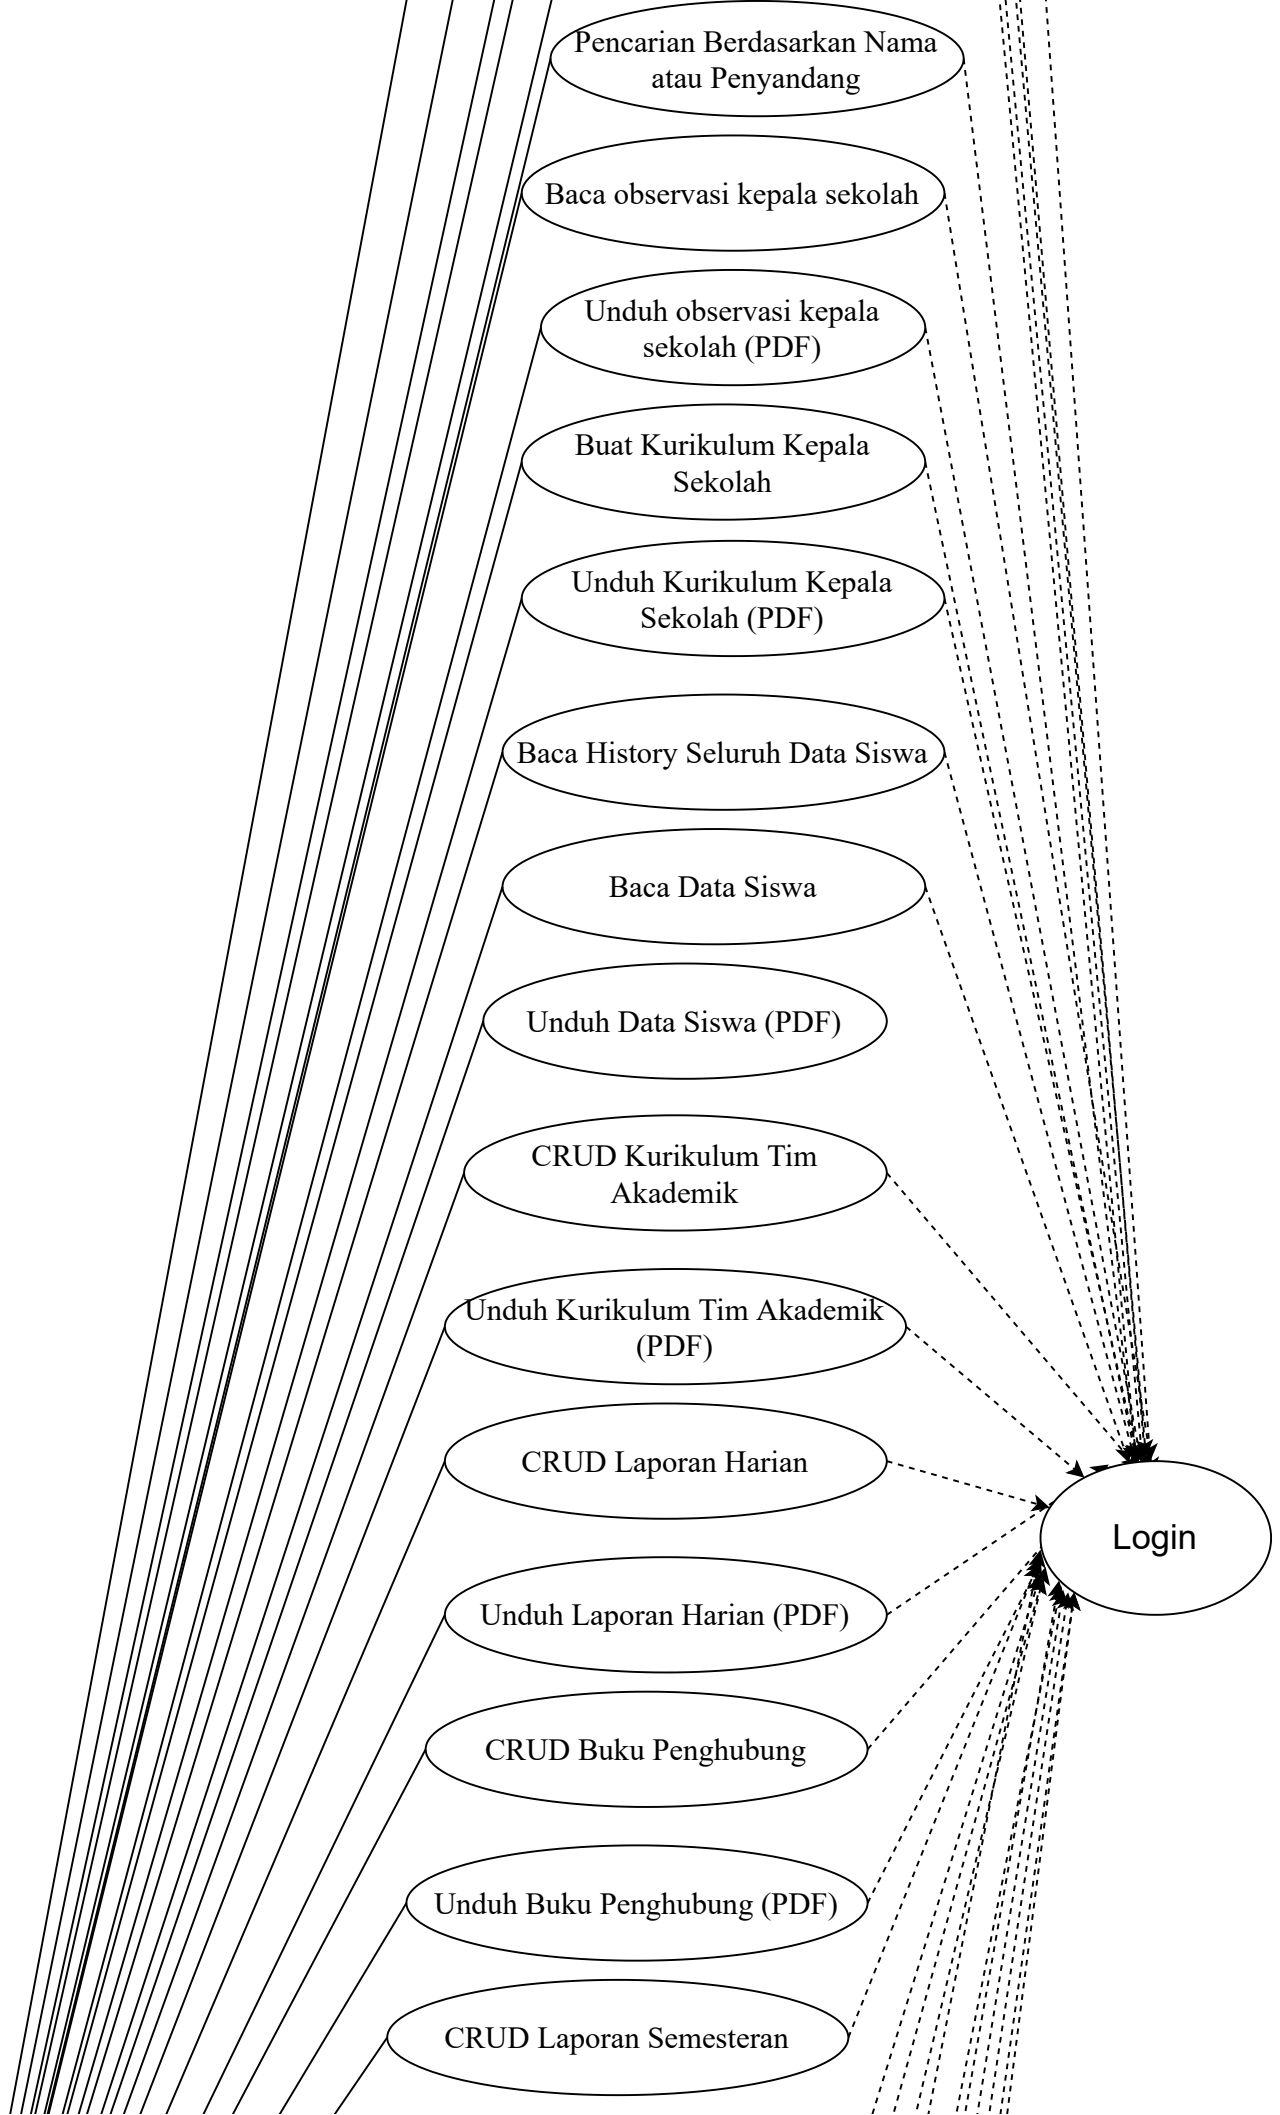 Pencarian Berdasarkan Nama
atau Penyandang
Baca observasi kepala sekolah
Unduh observasi kepala
sekolah (PDF)
Buat Kurikulum Kepala
Sekolah
Unduh Kurikulum Kepala
Sekolah (PDF)
Baca History Seluruh Data Siswa
Baca Data Siswa
Unduh Data Siswa (PDF)
CRUD Kurikulum Tim
Akademik
Unduh Kurikulum Tim Akademik
(PDF)
CRUD Laporan Harian
Login
Unduh Laporan Harian (PDF)
CRUD Buku Penghubung
Unduh Buku Penghubung (PDF)
CRUD Laporan Semesteran